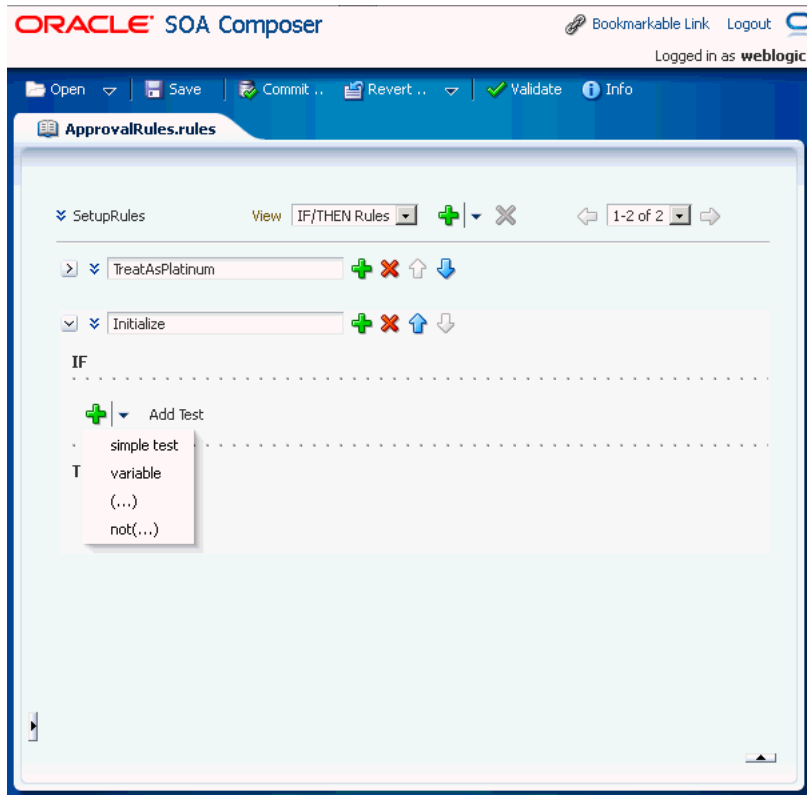 ORACLE SOA Composer
Bookmarkable Link Logout
Logged in as weblogic
Open Save Commit .. Revert .. Validate Info
ApprovalRules.rules
SetupRules View IF/THEN Rules 1-2 of 2
TreatAsPlatinum
Initialize
IF
Add Test
simple test
T variable
(...)
not(...)